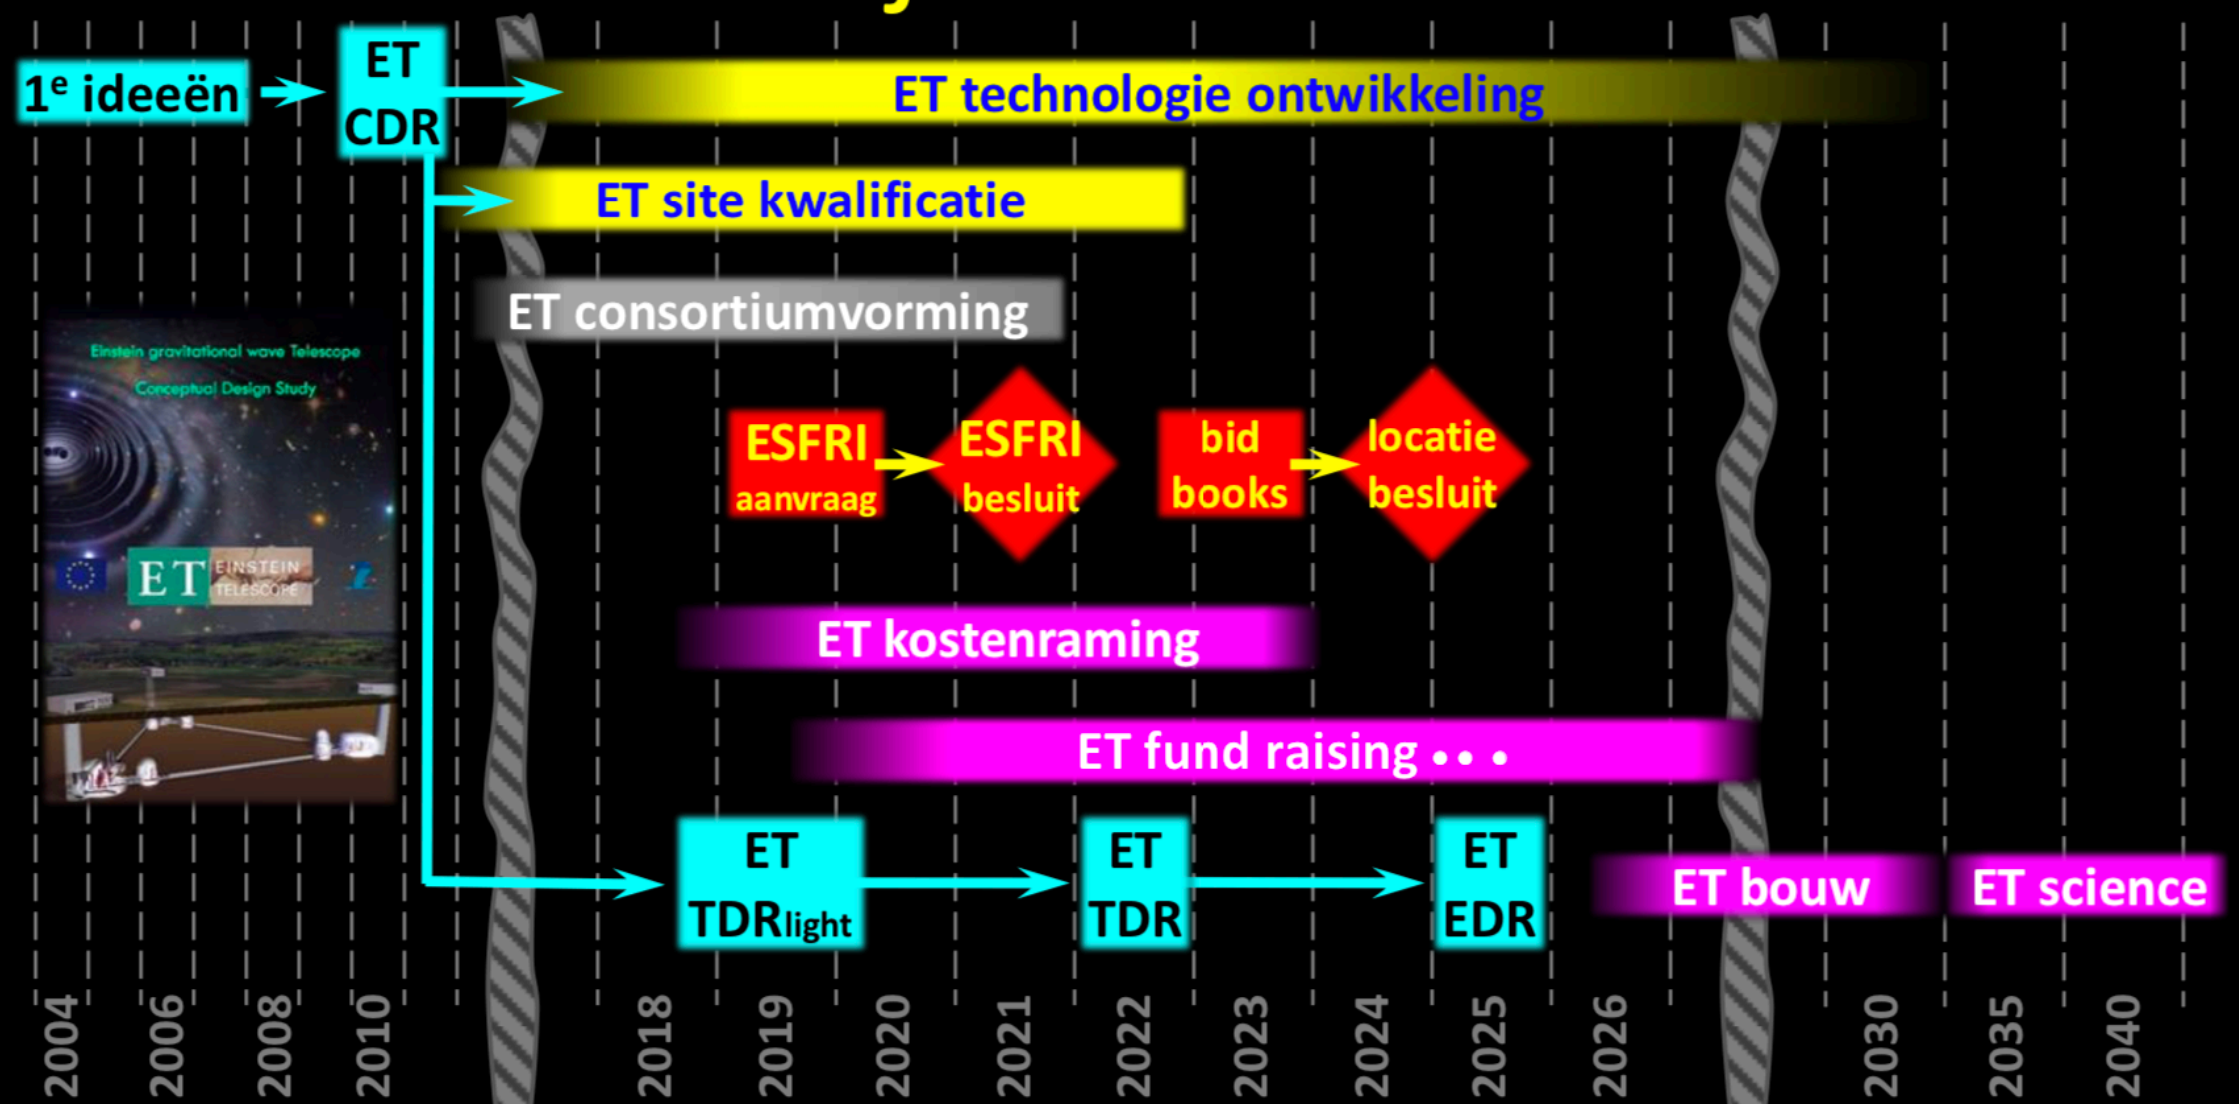 1e ideeën
ET
CDR
ET technologie ontwikkeling
ET site kwalificatie
ET consortiumvorming
Einstein gravitational wave Telescope
Conceptual Design Study
ET EINSTEIN
TELESCOPE
ESFRI
aanvraag
ESFRI
besluit
bid
books
locatie
besluit
ET kostenraming
ET fund raising • • •
ET
TDRlight
ET
TDR
ET
EDR
ET bouw
ET science
2004
2006
2008
2010
2018
2019
2020
2021
2022
2023
2024
2025
2026
2030
2035
2040